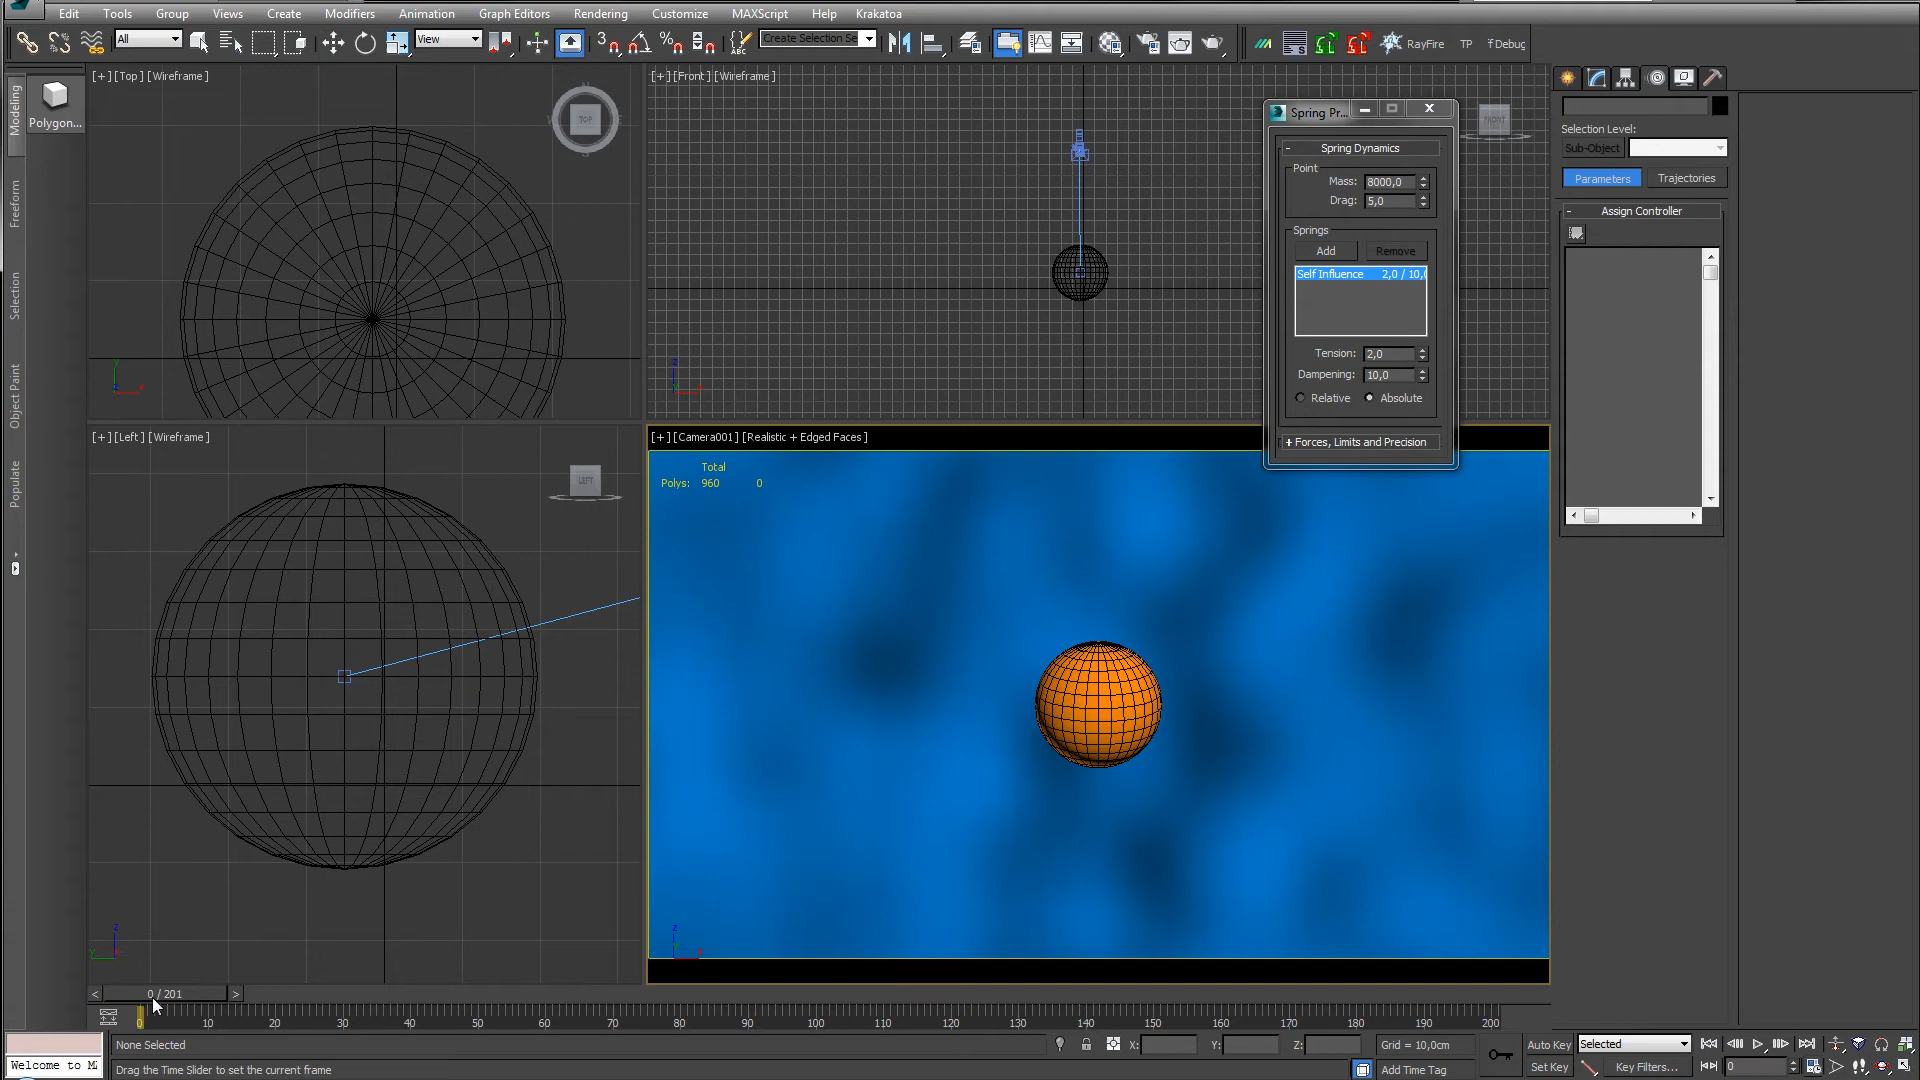 Edit Tools Group Views Create Modifiers Animation Graph Editors Rendering Customize MAXScript Help Krakatoa
All
View
3
%
ABC
Create Selection Se
S
RayFire TP fDebug
Modeling
Freeform
Selection
Object Paint
Populate
Polygon...
[+] [Top] [Wireframe]
TOP
[+] [Front] [Wireframe]
FRONT
[+] [Left] [Wireframe]
LEFT
[+] [Camera001] [Realistic + Edged Faces]
Total
Polys: 960 0
Spring Pr...
- Spring Dynamics
Point
Mass: 8000,0
Drag: 5,0
Springs
Add Remove
Self Influence 2,0 / 10,0
Tension: 2,0
Dampening: 10,0
Relative Absolute
+ Forces, Limits and Precision
Selection Level:
Sub-Object
Parameters Trajectories
- Assign Controller
< 0 / 201 >
0 10 20 30 40 50 60 70 80 90 100 110 120 130 140 150 160 170 180 190 200
None Selected
X: Y: Z:
Grid = 10,0cm
Auto Key Selected
Welcome to M
Drag the Time Slider to set the current frame
Add Time Tag
Set Key Key Filters...
0